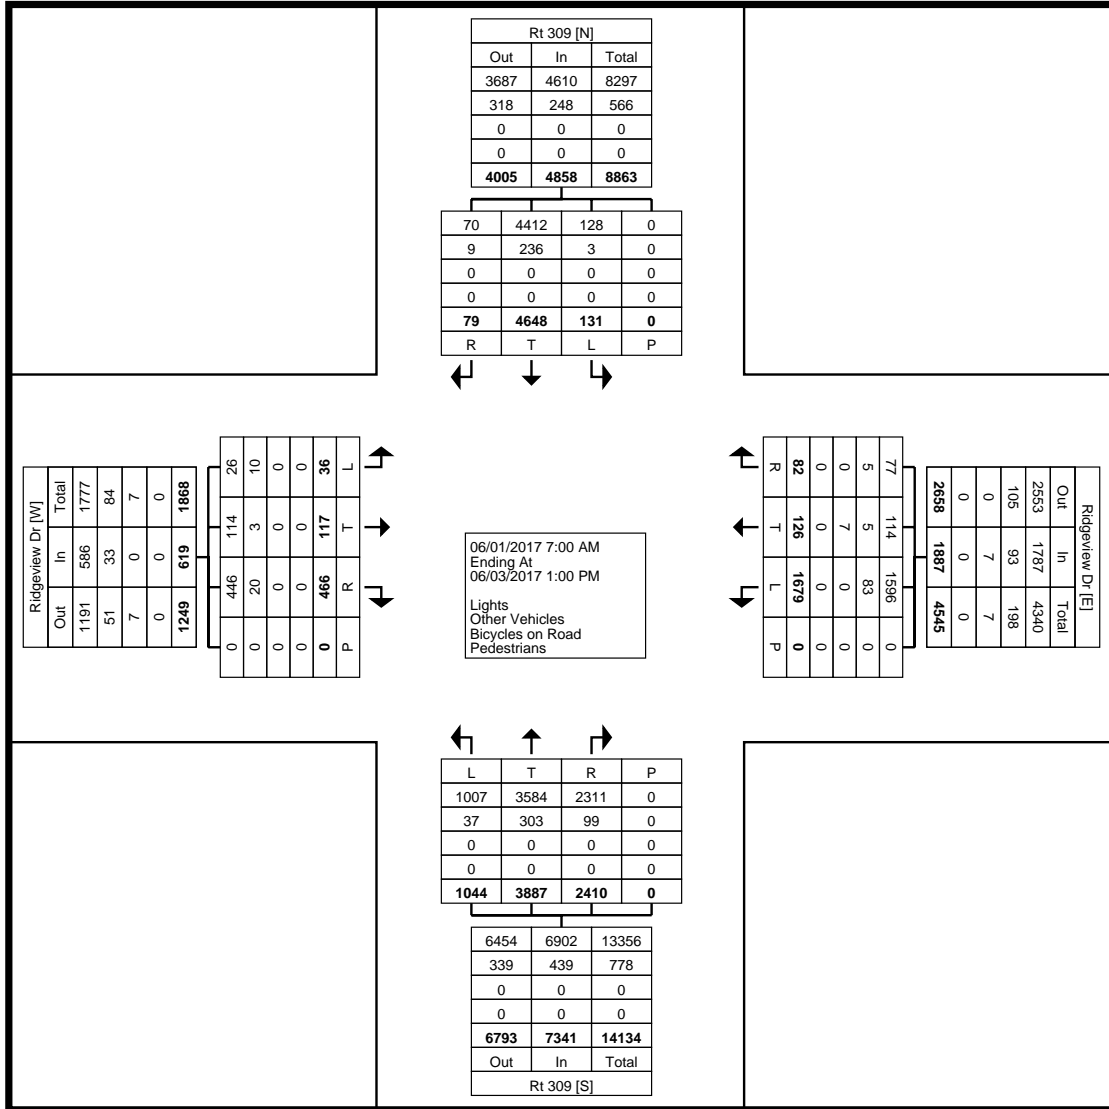 Rt 309 [N]
Out In Total
3687 4610 8297
318 248 566
0 0 0
0 0 0
4005 4858 8863
70 4412 128 0
9 236 3 0
0 0 0 0
0 0 0 0
79 4648 131 0
R T L P
Ridgeview Dr [W]
Total In Out
1777 586 1191
84 33 51
7 0 7
0 0 0
1868 619 1249
26 114 446 0
10 3 20 0
0 0 0 0
0 0 0 0
36 117 466 0
L T R P
06/01/2017 7:00 AM
Ending At
06/03/2017 1:00 PM
Lights
Other Vehicles
Bicycles on Road
Pedestrians
Ridgeview Dr [E]
Out In Total
2553 1787 4340
105 93 198
0 7 7
0 0 0
2658 1887 4545
77 114 1596 0
5 5 83 0
0 7 0 0
0 0 0 0
82 126 1679 0
R T L P
L T R P
1007 3584 2311 0
37 303 99 0
0 0 0 0
0 0 0 0
1044 3887 2410 0
6454 6902 13356
339 439 778
0 0 0
0 0 0
6793 7341 14134
Out In Total
Rt 309 [S]